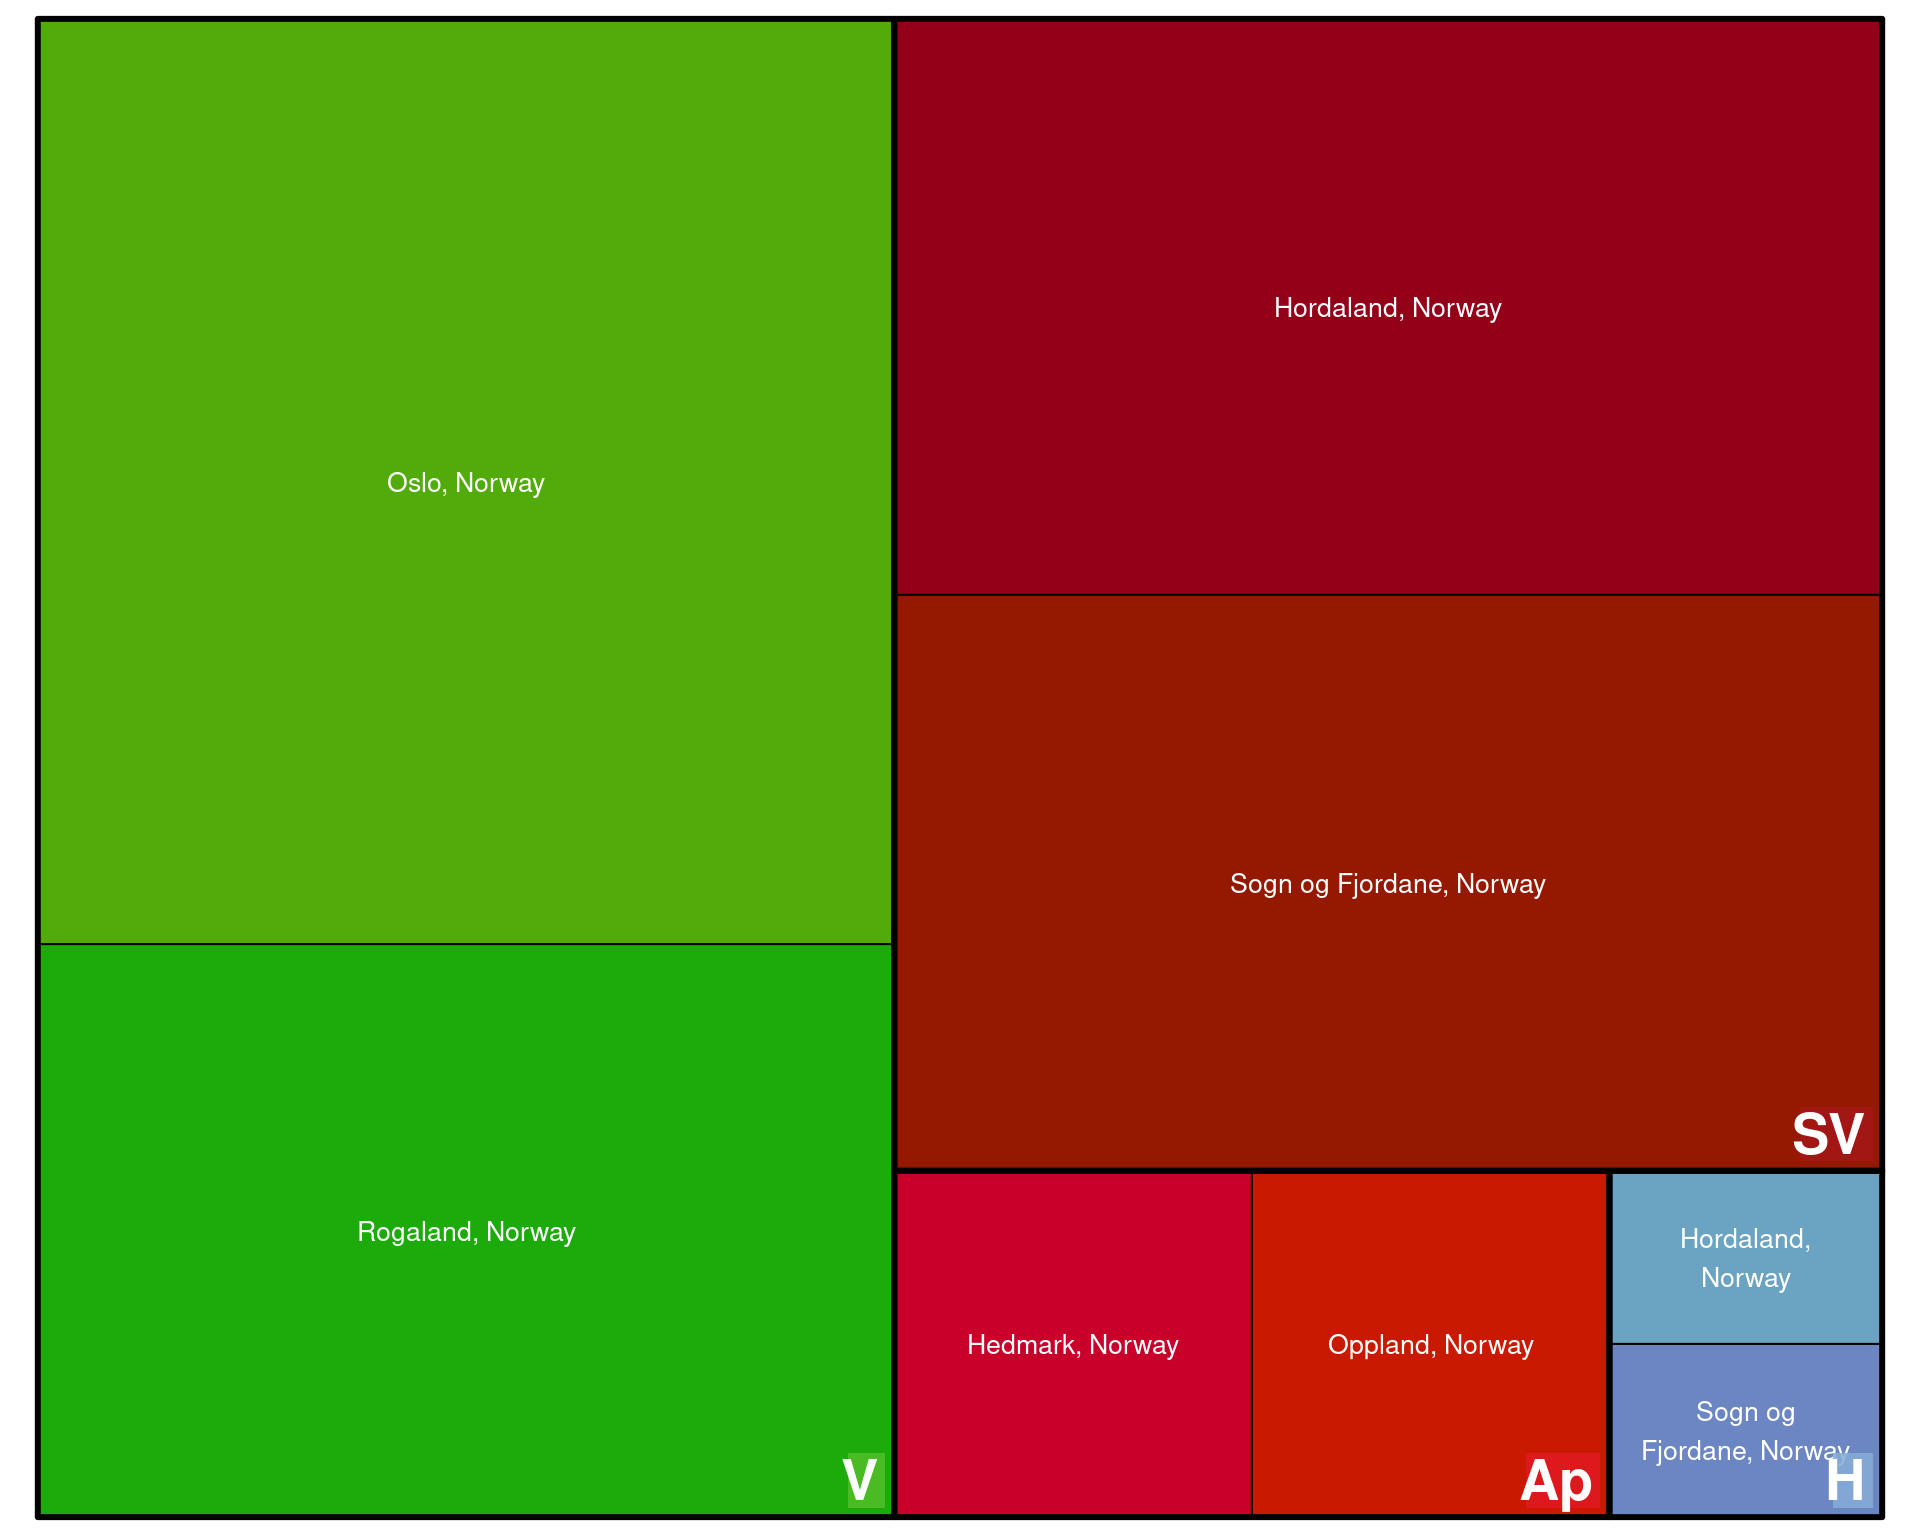 Oslo, Norway
Rogaland, Norway
V
Hordaland, Norway
Sogn og Fjordane, Norway
SV
Hedmark, Norway
Oppland, Norway
Ap
Hordaland,
Norway
Sogn og
Fjordane, Norway
H